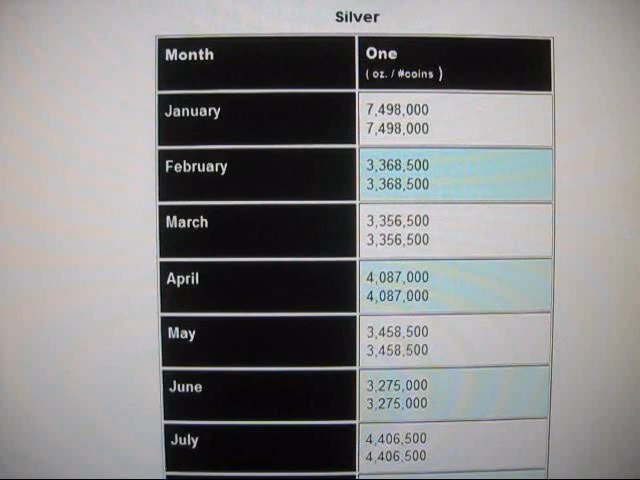 Silver
Month
One
( oz. / #coins )
January
7,498,000
7,498,000
February
3,368,500
3,368,500
March
3,356,500
3,356,500
April
4,087,000
4,087,000
May
3,458,500
3,458,500
June
3,275,000
3,275,000
July
4,406,500
4,406,500